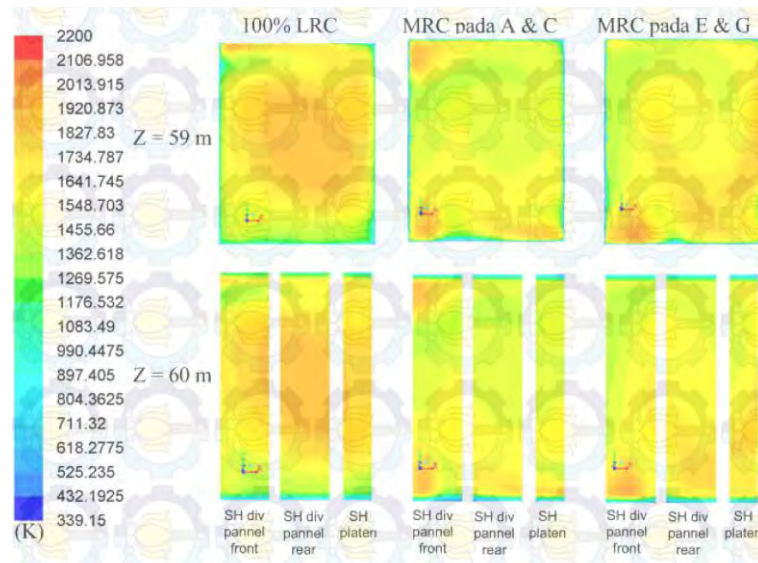 100% LRC
MRC pada A & C
MRC pada E & G
2200
2106.958
2013.915
1920.873
1827.83
1734.787
1641.745
1548.703
1455.66
1362.618
1269.575
1176.532
1083.49
990.4475
897.405
804.3625
711.32
618.2775
525.235
432.1925
339.15
(K)
Z = 59 m
Z = 60 m
SH div
pannel
front
SH div
pannel
rear
SH
platen
SH div
pannel
front
SH div
pannel
rear
SH
platen
SH div
pannel
front
SH div
pannel
rear
SH
platen